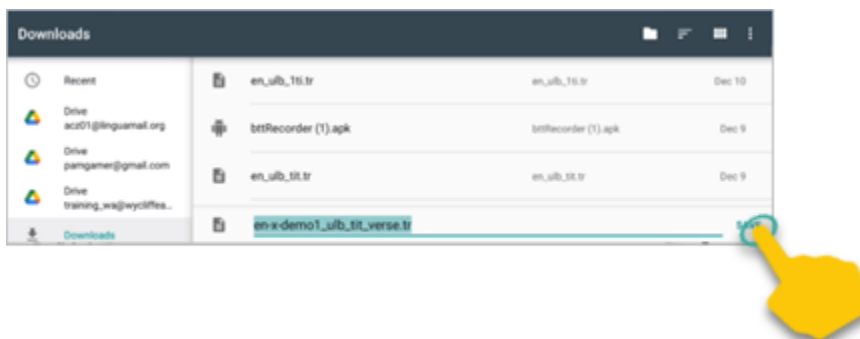 Downloads
Recent
Drive
acz01@linguamail.org
Drive
pamgamer@gmail.com
Drive
training_wa@wycliffea...
Downloads
en_ulb_1ti.tr en_ulb_1ti.tr Dec 10
bttRecorder (1).apk bttRecorder (1).apk Dec 9
en_ulb_tit.tr en_ulb_tit.tr Dec 9
en-x-demo1_ulb_tit_verse.tr SAVE